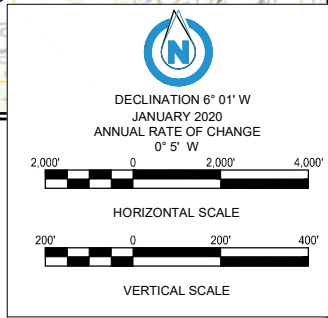 N
DECLINATION 6° 01' W
JANUARY 2020
ANNUAL RATE OF CHANGE
0° 5' W
2,000' 0 2,000' 4,000'
HORIZONTAL SCALE
200' 0 200' 400'
VERTICAL SCALE